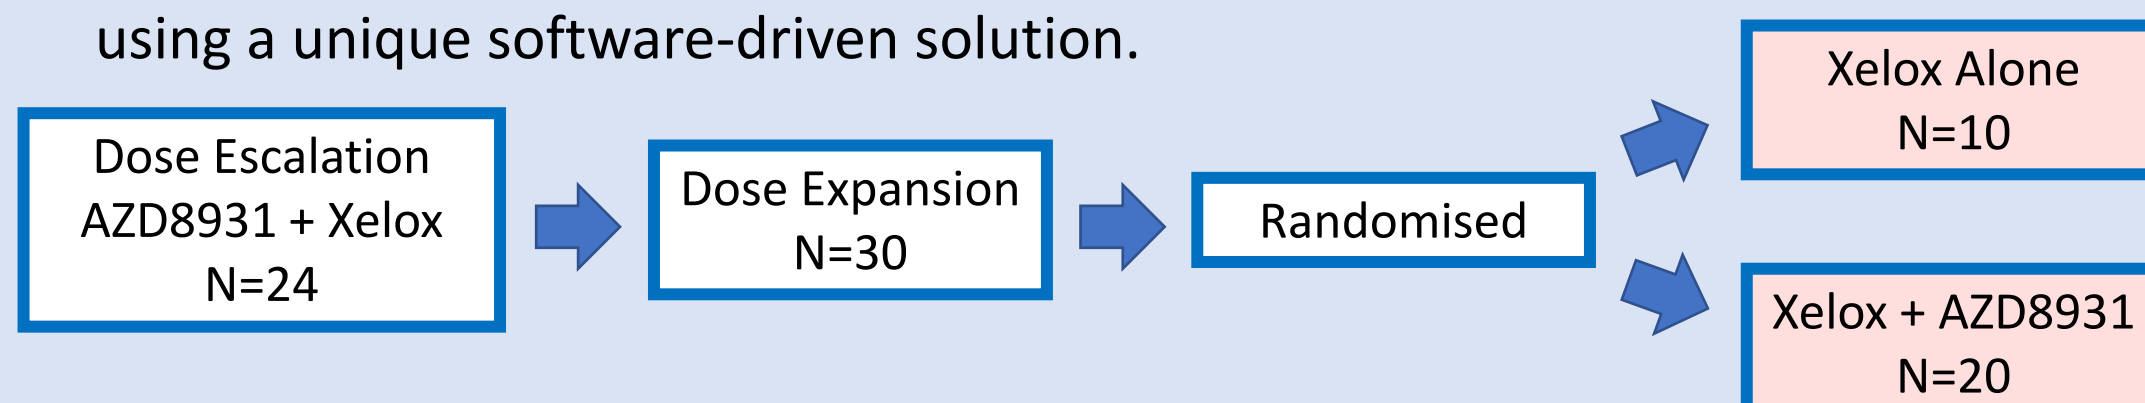 using a unique software-driven solution.
Dose Escalation
AZD8931 + Xelox
N=24
Dose Expansion
N=30
Randomised
Xelox Alone
N=10
Xelox + AZD8931
N=20